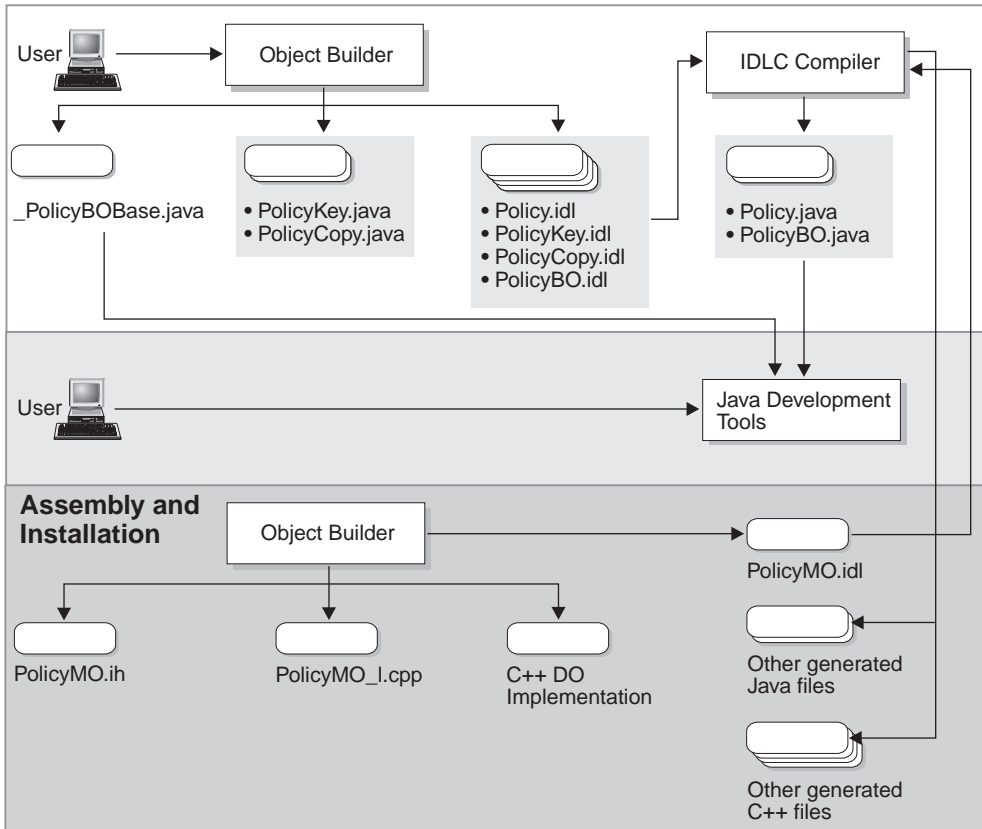 User
Object Builder
IDLC Compiler
_PolicyBOBase.java
• PolicyKey.java
• PolicyCopy.java
• Policy.idl
• PolicyKey.idl
• PolicyCopy.idl
• PolicyBO.idl
• Policy.java
• PolicyBO.java
User
Java Development
Tools
Assembly and
Installation
Object Builder
PolicyMO.idl
PolicyMO.ih
PolicyMO_I.cpp
C++ DO
Implementation
Other generated
Java files
Other generated
C++ files